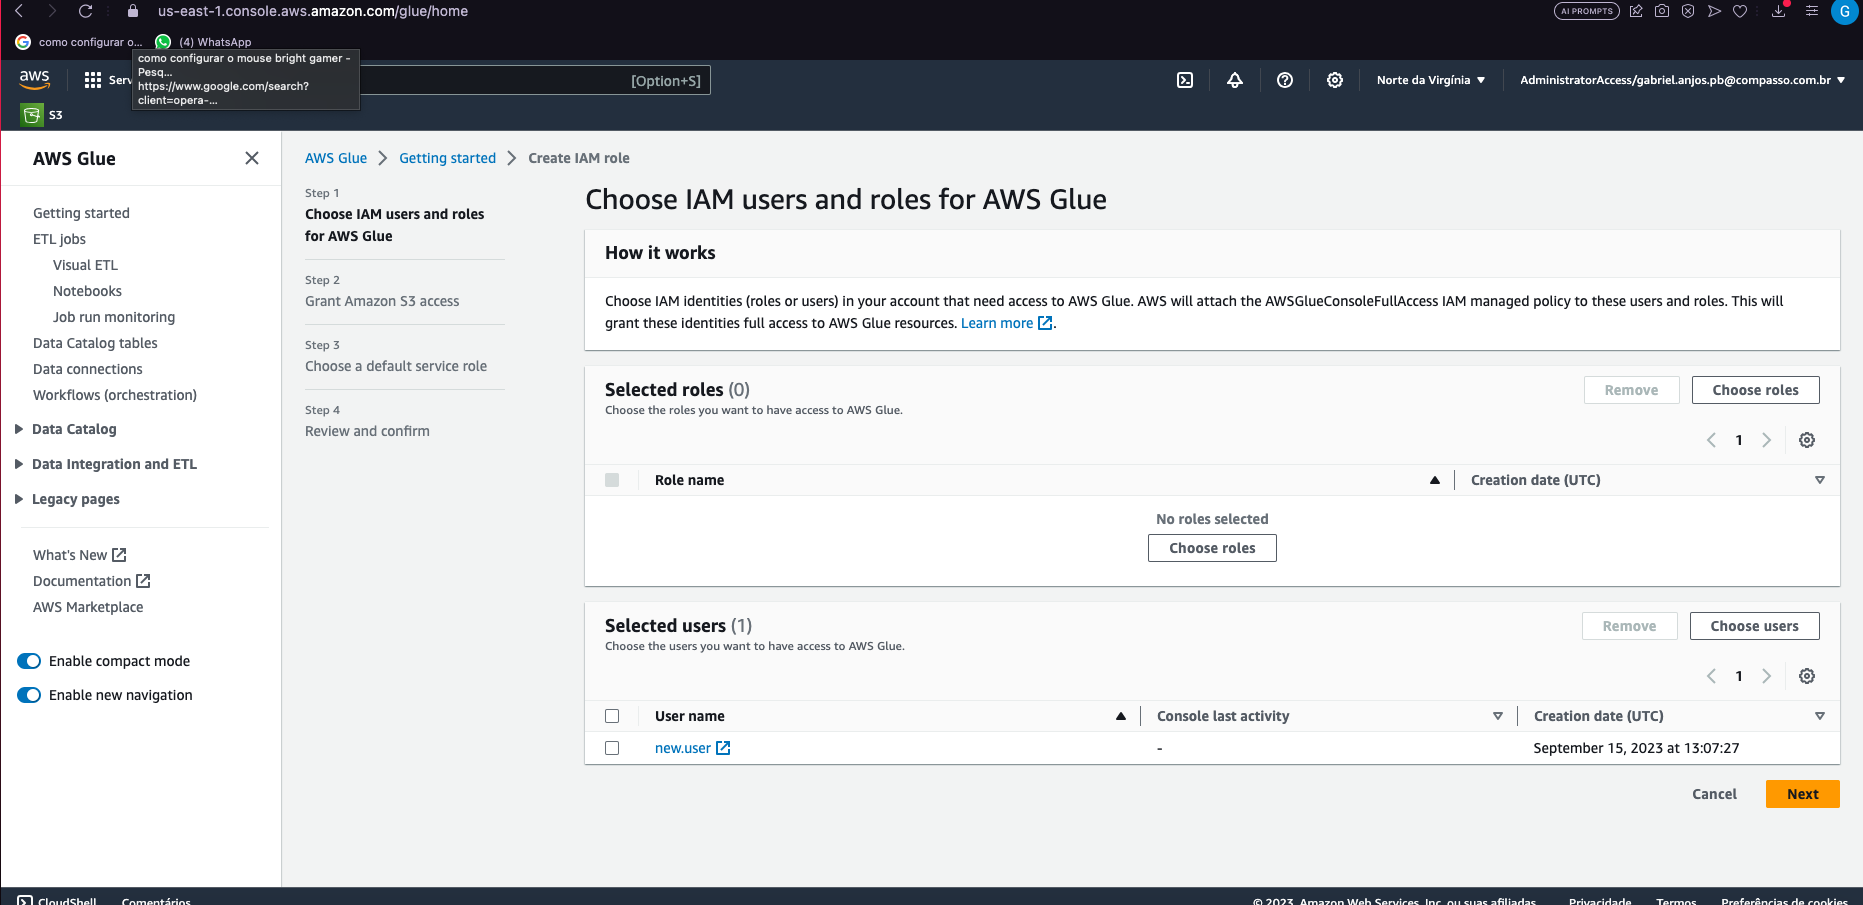 us-east-1.console.aws.amazon.com/glue/home
AI PROMPTS
G
como configurar o...
(4) WhatsApp
como configurar o mouse bright gamer -
Pesq...
https://www.google.com/search?
client=opera-...
aws
Serv
[Option+S]
Norte da Virgínia
AdministratorAccess/gabriel.anjos.pb@compasso.com.br
S3
AWS Glue
Getting started
ETL jobs
Visual ETL
Notebooks
Job run monitoring
Data Catalog tables
Data connections
Workflows (orchestration)
Data Catalog
Data Integration and ETL
Legacy pages
What's New
Documentation
AWS Marketplace
Enable compact mode
Enable new navigation
AWS Glue > Getting started > Create IAM role
Step 1
Choose IAM users and roles
for AWS Glue
Step 2
Grant Amazon S3 access
Step 3
Choose a default service role
Step 4
Review and confirm
Choose IAM users and roles for AWS Glue
How it works
Choose IAM identities (roles or users) in your account that need access to AWS Glue. AWS will attach the AWSGlueConsoleFullAccess IAM managed policy to these users and roles. This will
grant these identities full access to AWS Glue resources. Learn more.
Selected roles (0)
Choose the roles you want to have access to AWS Glue.
Remove
Choose roles
1
Role name
Creation date (UTC)
No roles selected
Choose roles
Selected users (1)
Choose the users you want to have access to AWS Glue.
Remove
Choose users
1
User name
Console last activity
Creation date (UTC)
new.user
-
September 15, 2023 at 13:07:27
Cancel
Next
CloudShell
Comentários
© 2023, Amazon Web Services, Inc. ou suas afiliadas.
Privacidade
Termos
Preferências de cookies